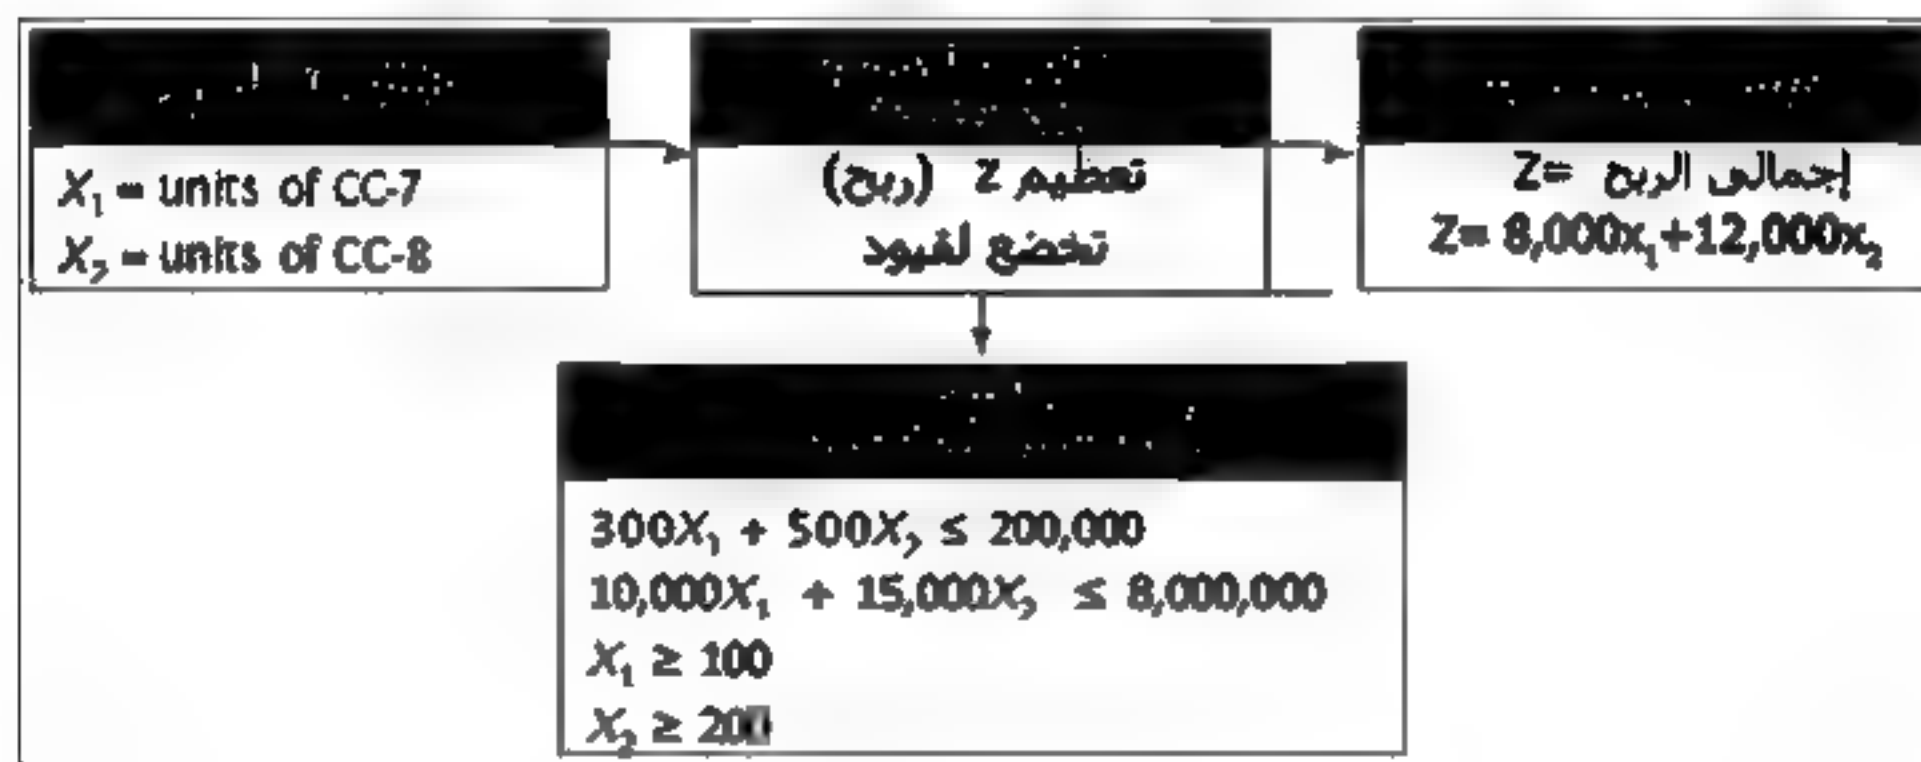 X₁ = units of CC-7
X₂ = units of CC-8
تعظيم Z (ربح)
تخضع لقيود
إجمالى الربح =Z
Z= 8,000x₁+12,000x₂
300X₁ + 500X₂ ≤ 200,000
10,000X₁ + 15,000X₂ ≤ 8,000,000
X₁ ≥ 100
X₂ ≥ 200